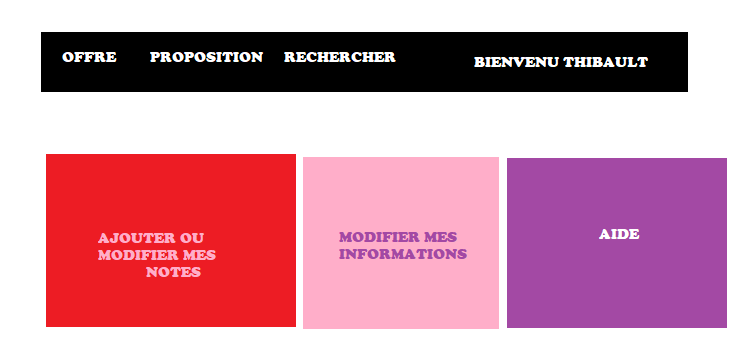 OFFRE PROPOSITION RECHERCHER BIENVENU THIBAULT
AJOUTER OU
MODIFIER MES
NOTES
MODIFIER MES
INFORMATIONS
AIDE